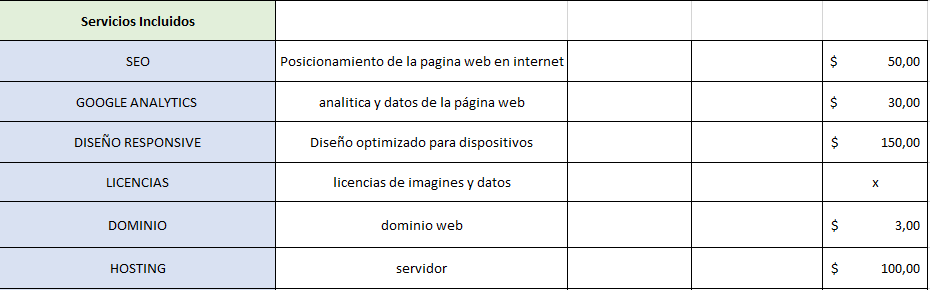 Servicios Incluidos
SEO Posicionamiento de la pagina web en internet $ 50,00
GOOGLE ANALYTICS analitica y datos de la página web $ 30,00
DISEÑO RESPONSIVE Diseño optimizado para dispositivos $ 150,00
LICENCIAS licencias de imagines y datos x
DOMINIO dominio web $ 3,00
HOSTING servidor $ 100,00